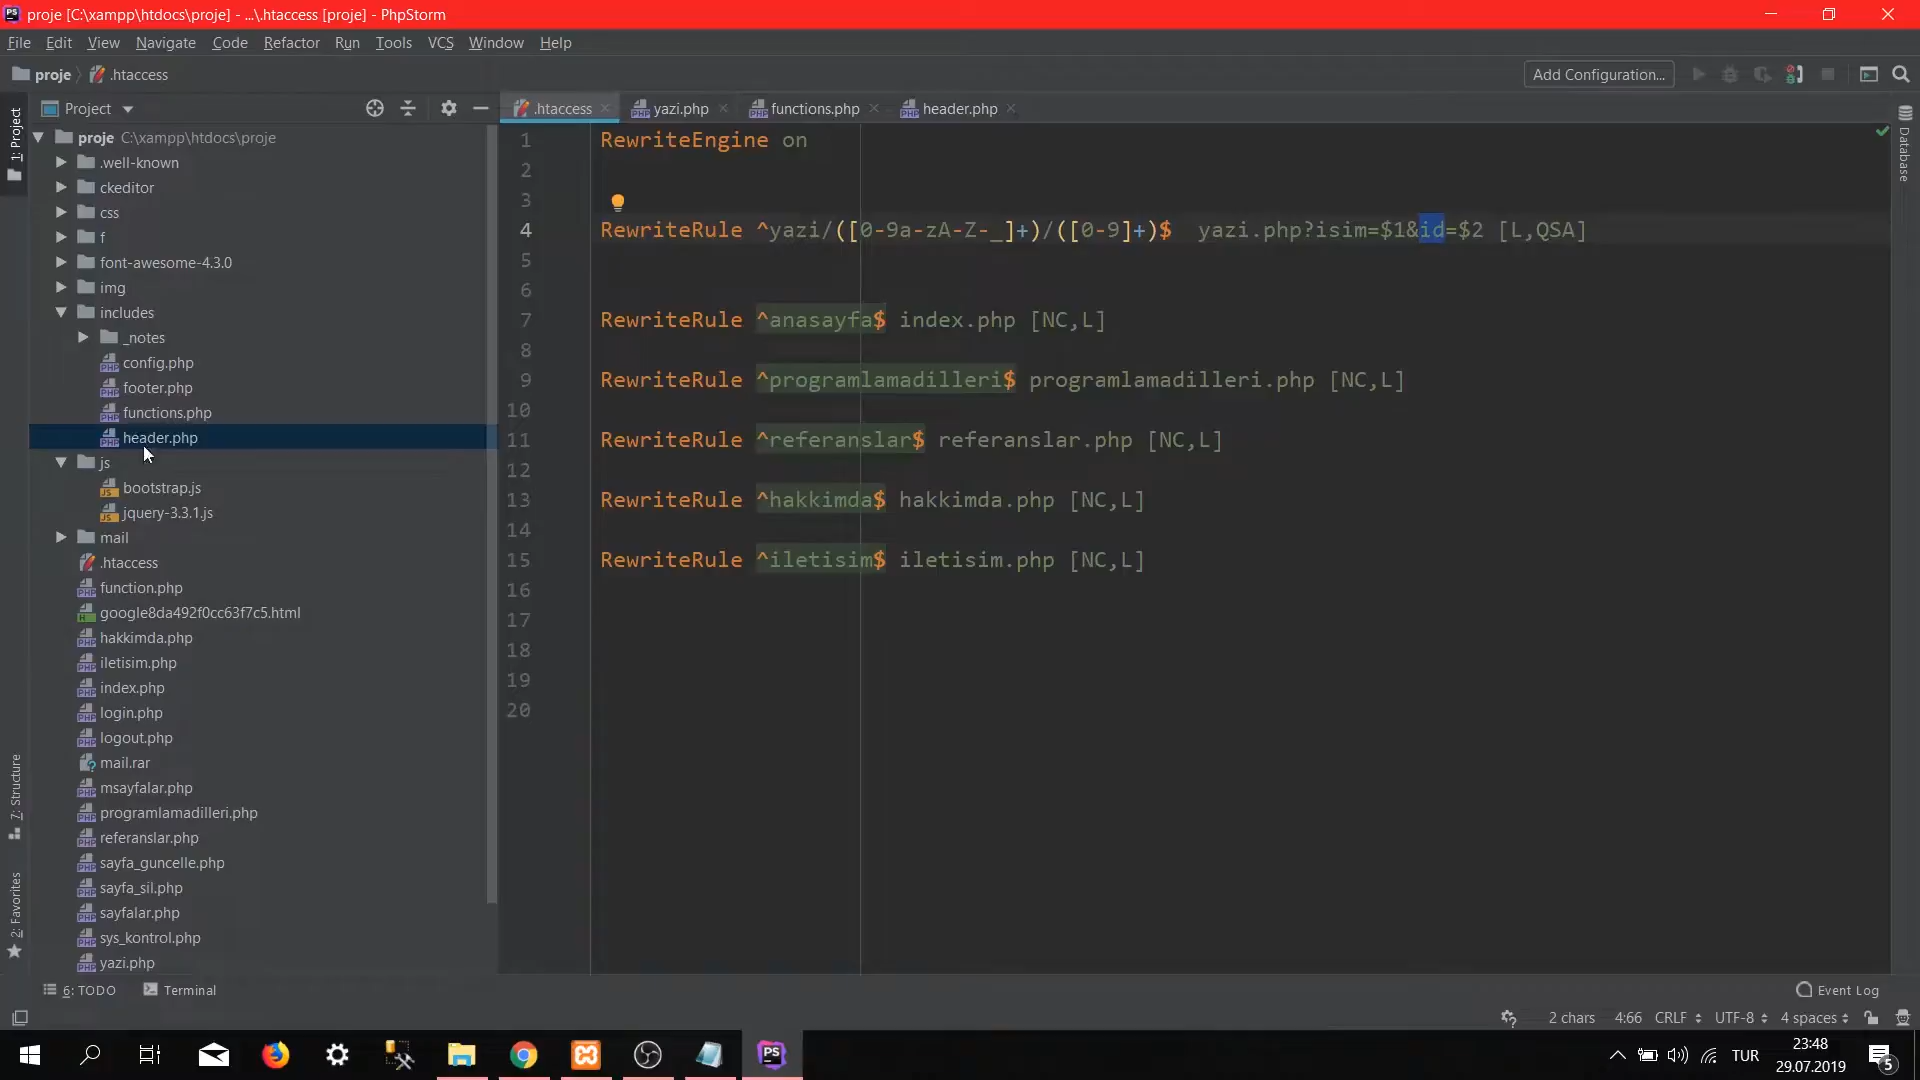 proje [C:\xampp\htdocs\proje] - ...\.htaccess [proje] - PhpStorm
File Edit View Navigate Code Refactor Run Tools VCS Window Help
proje .htaccess Add Configuration...
Project
.htaccess yazi.php functions.php header.php
1: Project
7: Structure
2: Favorites
Database
proje C:\xampp\htdocs\proje
.well-known
ckeditor
css
f
font-awesome-4.3.0
img
includes
_notes
config.php
footer.php
functions.php
header.php
js
bootstrap.js
jquery-3.3.1.js
mail
.htaccess
function.php
google8da492f0cc63f7c5.html
hakkimda.php
iletisim.php
index.php
login.php
logout.php
mail.rar
msayfalar.php
programlamadilleri.php
referanslar.php
sayfa_guncelle.php
sayfa_sil.php
sayfalar.php
sys_kontrol.php
yazi.php
1 RewriteEngine on
2
3
4 RewriteRule ^yazi/([0-9a-zA-Z-_]+)/([0-9]+)$ yazi.php?isim=$1&id=$2 [L,QSA]
5
6
7 RewriteRule ^anasayfa$ index.php [NC,L]
8
9 RewriteRule ^programlamadilleri$ programlamadilleri.php [NC,L]
10
11 RewriteRule ^referanslar$ referanslar.php [NC,L]
12
13 RewriteRule ^hakkimda$ hakkimda.php [NC,L]
14
15 RewriteRule ^iletisim$ iletisim.php [NC,L]
16
17
18
19
20
6: TODO Terminal Event Log
2 chars 4:66 CRLF UTF-8 4 spaces
TUR
23:48
29.07.2019
5